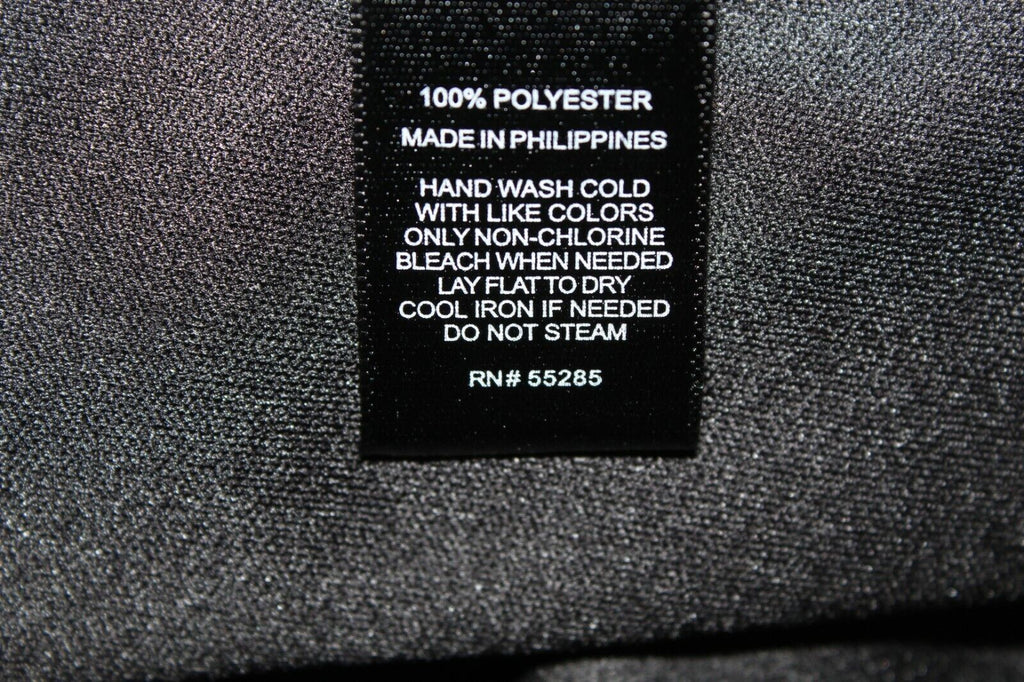 100% POLYESTER
MADE IN PHILIPPINES
HAND WASH COLD
WITH LIKE COLORS
ONLY NON-CHLORINE
BLEACH WHEN NEEDED
LAY FLAT TO DRY
COOL IRON IF NEEDED
DO NOT STEAM
RN# 55285